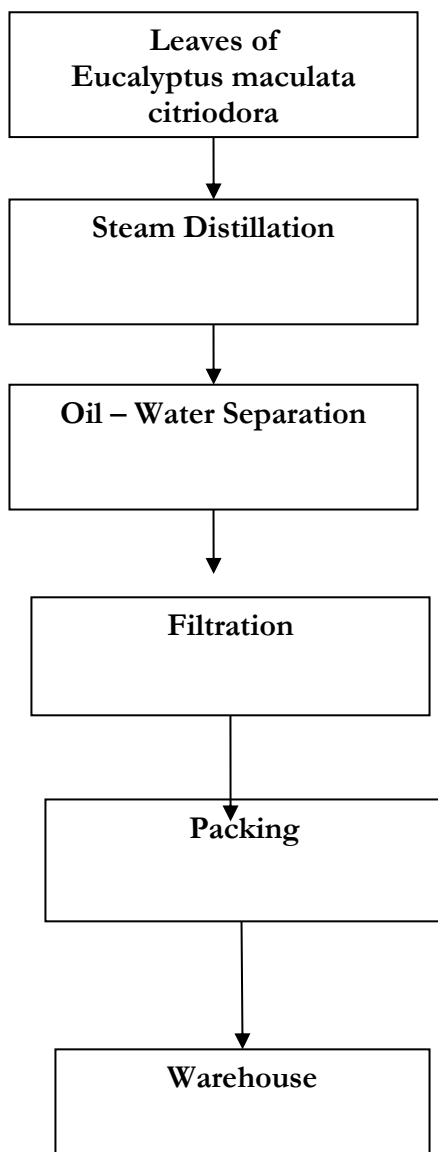 Leaves of
Eucalyptus maculata
citriodora
Steam Distillation
Oil – Water Separation
Filtration
Packing
Warehouse